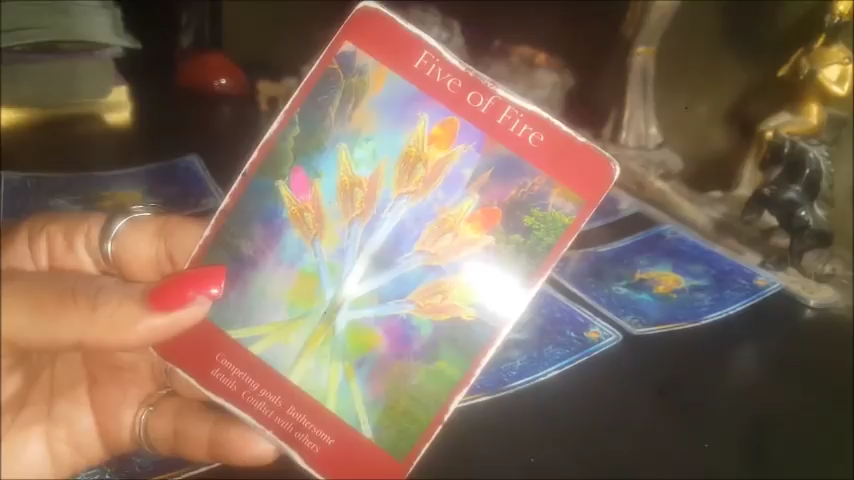 Five of Fire
Competing goals. Bothersome
details. Conflict with others